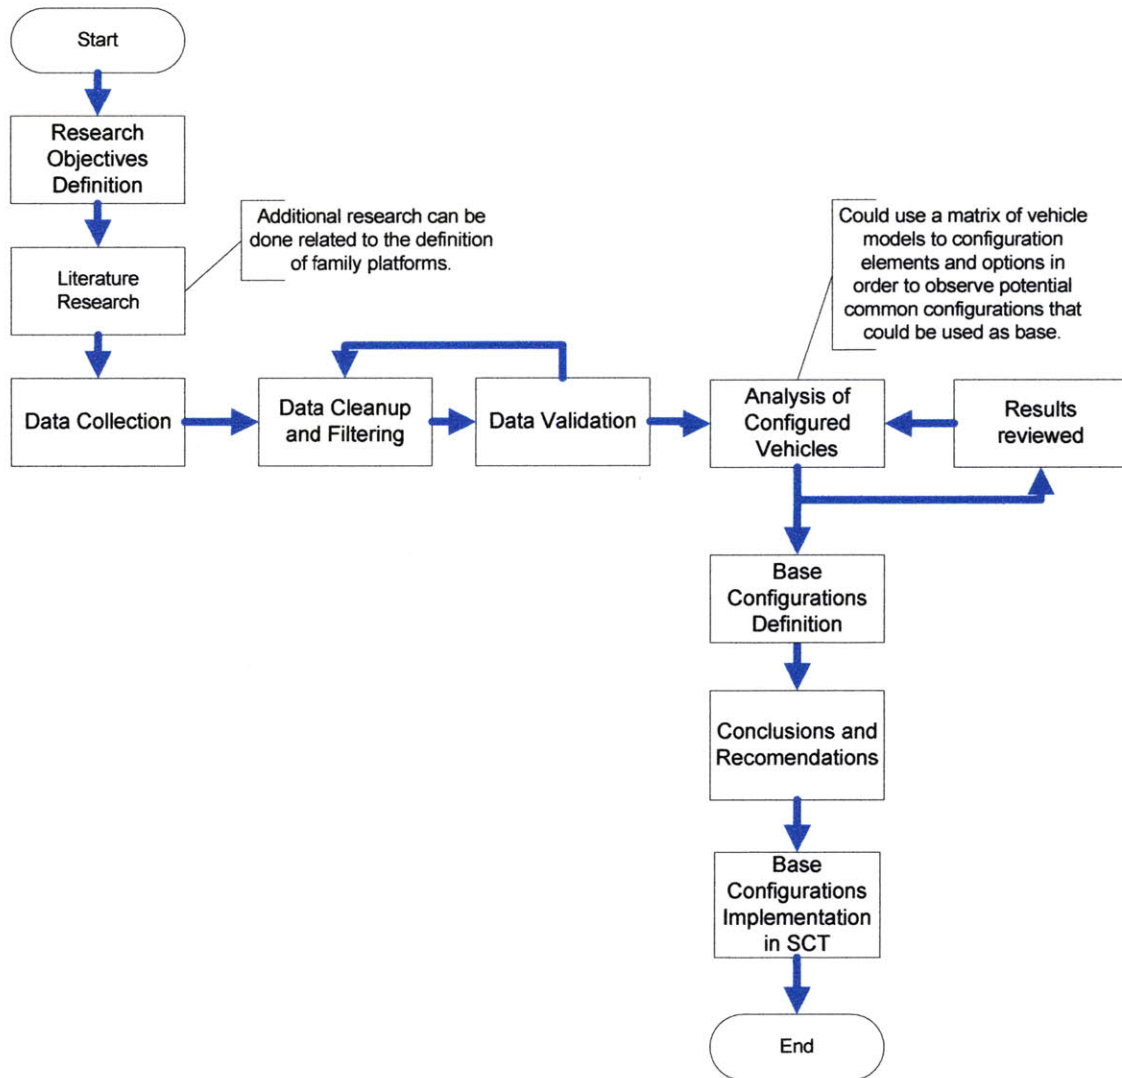 Start
Research
Objectives
Definition
Literature
Research
Additional research can be
done related to the definition
of family platforms.
Could use a matrix of vehicle
models to configuration
elements and options in
order to observe potential
common configurations that
could be used as base.
Data Collection
Data Cleanup
and Filtering
Data Validation
Analysis of
Configured
Vehicles
Results
reviewed
Base
Configurations
Definition
Conclusions and
Recomendations
Base
Configurations
Implementation
in SCT
End